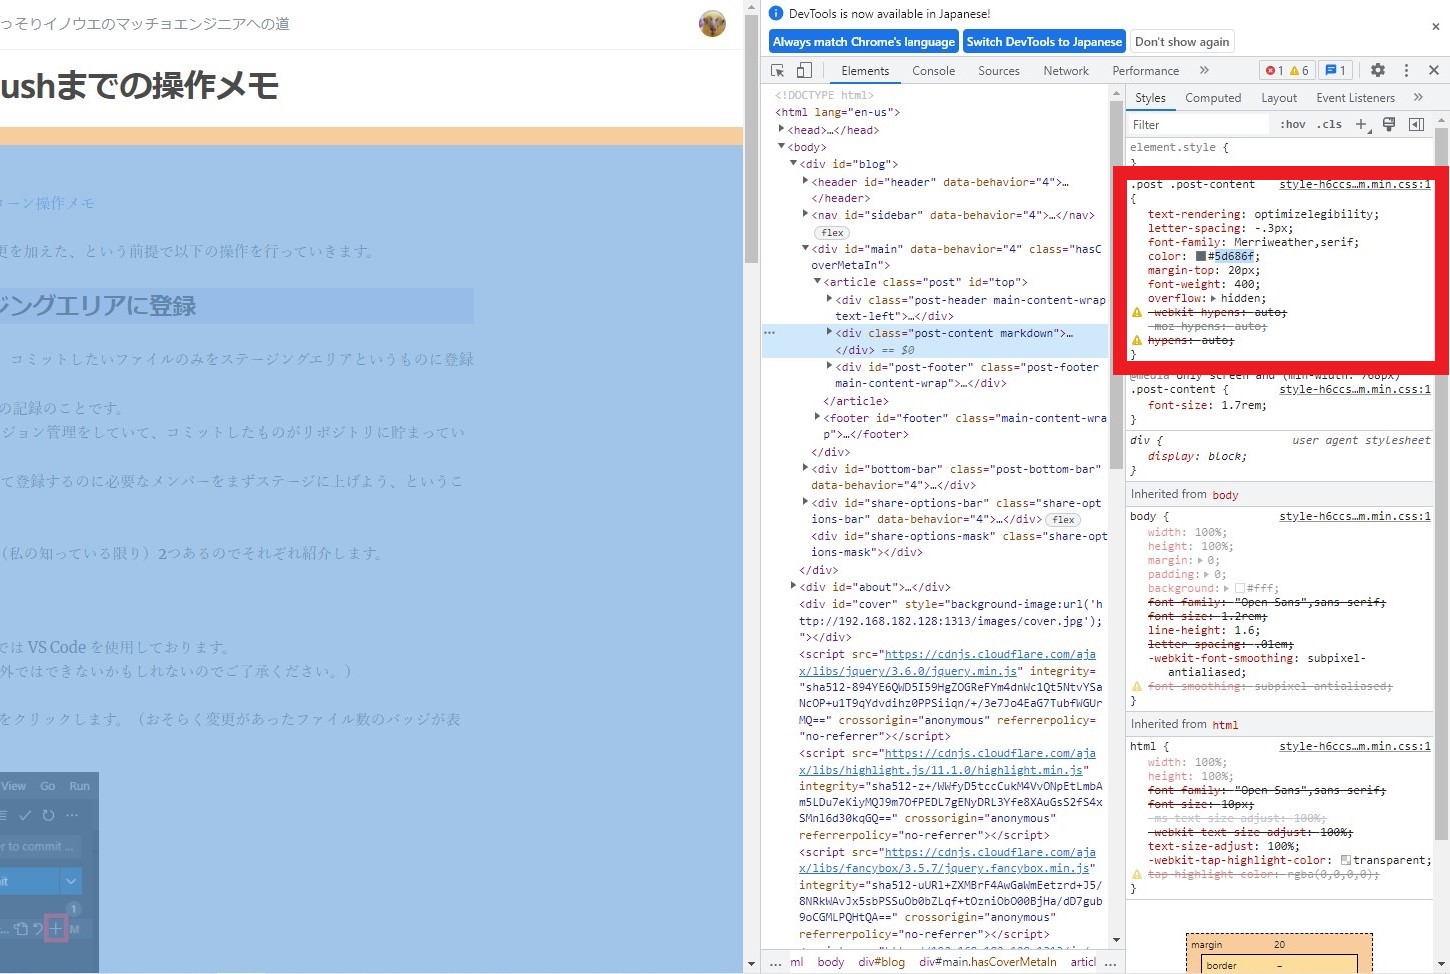 っそりイノウエのマッチョエンジニアへの道
ushまでの操作メモ
コーン操作メモ
更を加えた、という前提で以下の操作を行っていきます。
ジングエリアに登録
コミットしたいファイルのみをステージングエリアというものに登録
の記録のことです。
ジョン管理をしていて、コミットしたものがリポジトリに貯まってい
て登録するのに必要なメンバーをまずステージに上げよう、というこ
（私の知っている限り）2つあるのでそれぞれ紹介します。
では VS Code を使用しております。
外ではできないかもしれないのでご了承ください。）
をクリックします。（おそらく変更があったファイル数のバッジが表
View Go Run
r to commit ...
it
1
M
DevTools is now available in Japanese!
Always match Chrome's language Switch DevTools to Japanese Don't show again
Elements Console Sources Network Performance » 1 6 1
<!DOCTYPE html>
<html lang="en-us">
<head>…</head>
<body>
<div id="blog">
<header id="header" data-behavior="4">…
</header>
<nav id="sidebar" data-behavior="4">…</nav>
flex
<div id="main" data-behavior="4" class="hasC
overMetaIn">
<article class="post" id="top">
<div class="post-header main-content-wrap
text-left">…</div>
<div class="post-content markdown">…
</div> == $0
<div class="post-footer
main-content-wrap">…</div>
</article>
<footer id="footer" class="main-content-wra
p">…</footer>
</div>
<div id="bottom-bar" class="post-bottom-bar"
data-behavior="4">…</div>
<div id="share-options-bar" class="share-opt
ions-bar" data-behavior="4">…</div> flex
<div id="share-options-mask" class="share-opt
ions-mask"></div>
</div>
<div id="about">…</div>
<div id="cover" style="background-image:url('h
ttp://192.168.182.128:1313/images/cover.jpg');
"></div>
<script src="https://cdnjs.cloudflare.com/aja
x/libs/jquery/3.6.0/jquery.min.js" integrity=
"sha512-894YE6QWD5I59HgZOGReFYm4dnWc1Qt5NtvYSa
NcOP+u1T9qYdvdihz0PPSiiqn/+/3e7Jo4EaG7TubfWGUr
MQ==" crossorigin="anonymous" referrerpolicy=
"no-referrer"></script>
<script src="https://cdnjs.cloudflare.com/aja
x/libs/highlight.js/11.1.0/highlight.min.js"
integrity="sha512-z+/WWfyD5tccCukM4VvONpEtLmbA
m5LDu7eKiyMQJ9m7OfPEDL7gENyDRL3Yfe8XAuGsS2fS4x
SMnl6d30kqGQ==" crossorigin="anonymous"
referrerpolicy="no-referrer"></script>
<script src="https://cdnjs.cloudflare.com/aja
x/libs/fancybox/3.5.7/jquery.fancybox.min.js"
integrity="sha512-uURl+ZXMBrF4AwGaWmEetzrd+J5/
8NRkWAvJx5sbPSSuOb0bZLqf+tOzniObO00BjHa/dD7gub
9oCGMLPQHtQA==" crossorigin="anonymous"
referrerpolicy="no-referrer"></script>
... ml body div#blog div#main.hasCoverMetaIn articl ...
Styles Computed Layout Event Listeners »
Filter :hov .cls +
element.style {
}
.post .post-content style-h6ccs…m.min.css:1
{
text-rendering: optimizelegibility;
letter-spacing: -.3px;
font-family: Merriweather,serif;
color: #5d686f;
margin-top: 20px;
font-weight: 400;
overflow: hidden;
-webkit-hypens: auto;
-moz-hypens: auto;
hypens: auto;
}
@media only screen and (min-width: 768px)
.post-content { style-h6ccs…m.min.css:1
font-size: 1.7rem;
}
div { user agent stylesheet
display: block;
}
Inherited from body
body { style-h6ccs…m.min.css:1
width: 100%;
height: 100%;
margin: 0;
padding: 0;
background: #fff;
font-family: "Open Sans",sans-serif;
font-size: 1.2rem;
line-height: 1.6;
letter-spacing: .01em;
-webkit-font-smoothing: subpixel-
antialiased;
font-smoothing: subpixel-antialiased;
}
Inherited from html
html { style-h6ccs…m.min.css:1
width: 100%;
height: 100%;
font-family: "Open Sans",sans-serif;
font-size: 10px;
-ms-text-size-adjust: 100%;
-webkit-text-size-adjust: 100%;
text-size-adjust: 100%;
-webkit-tap-highlight-color: transparent;
tap-highlight-color: rgba(0,0,0,0);
}
margin 20
border –